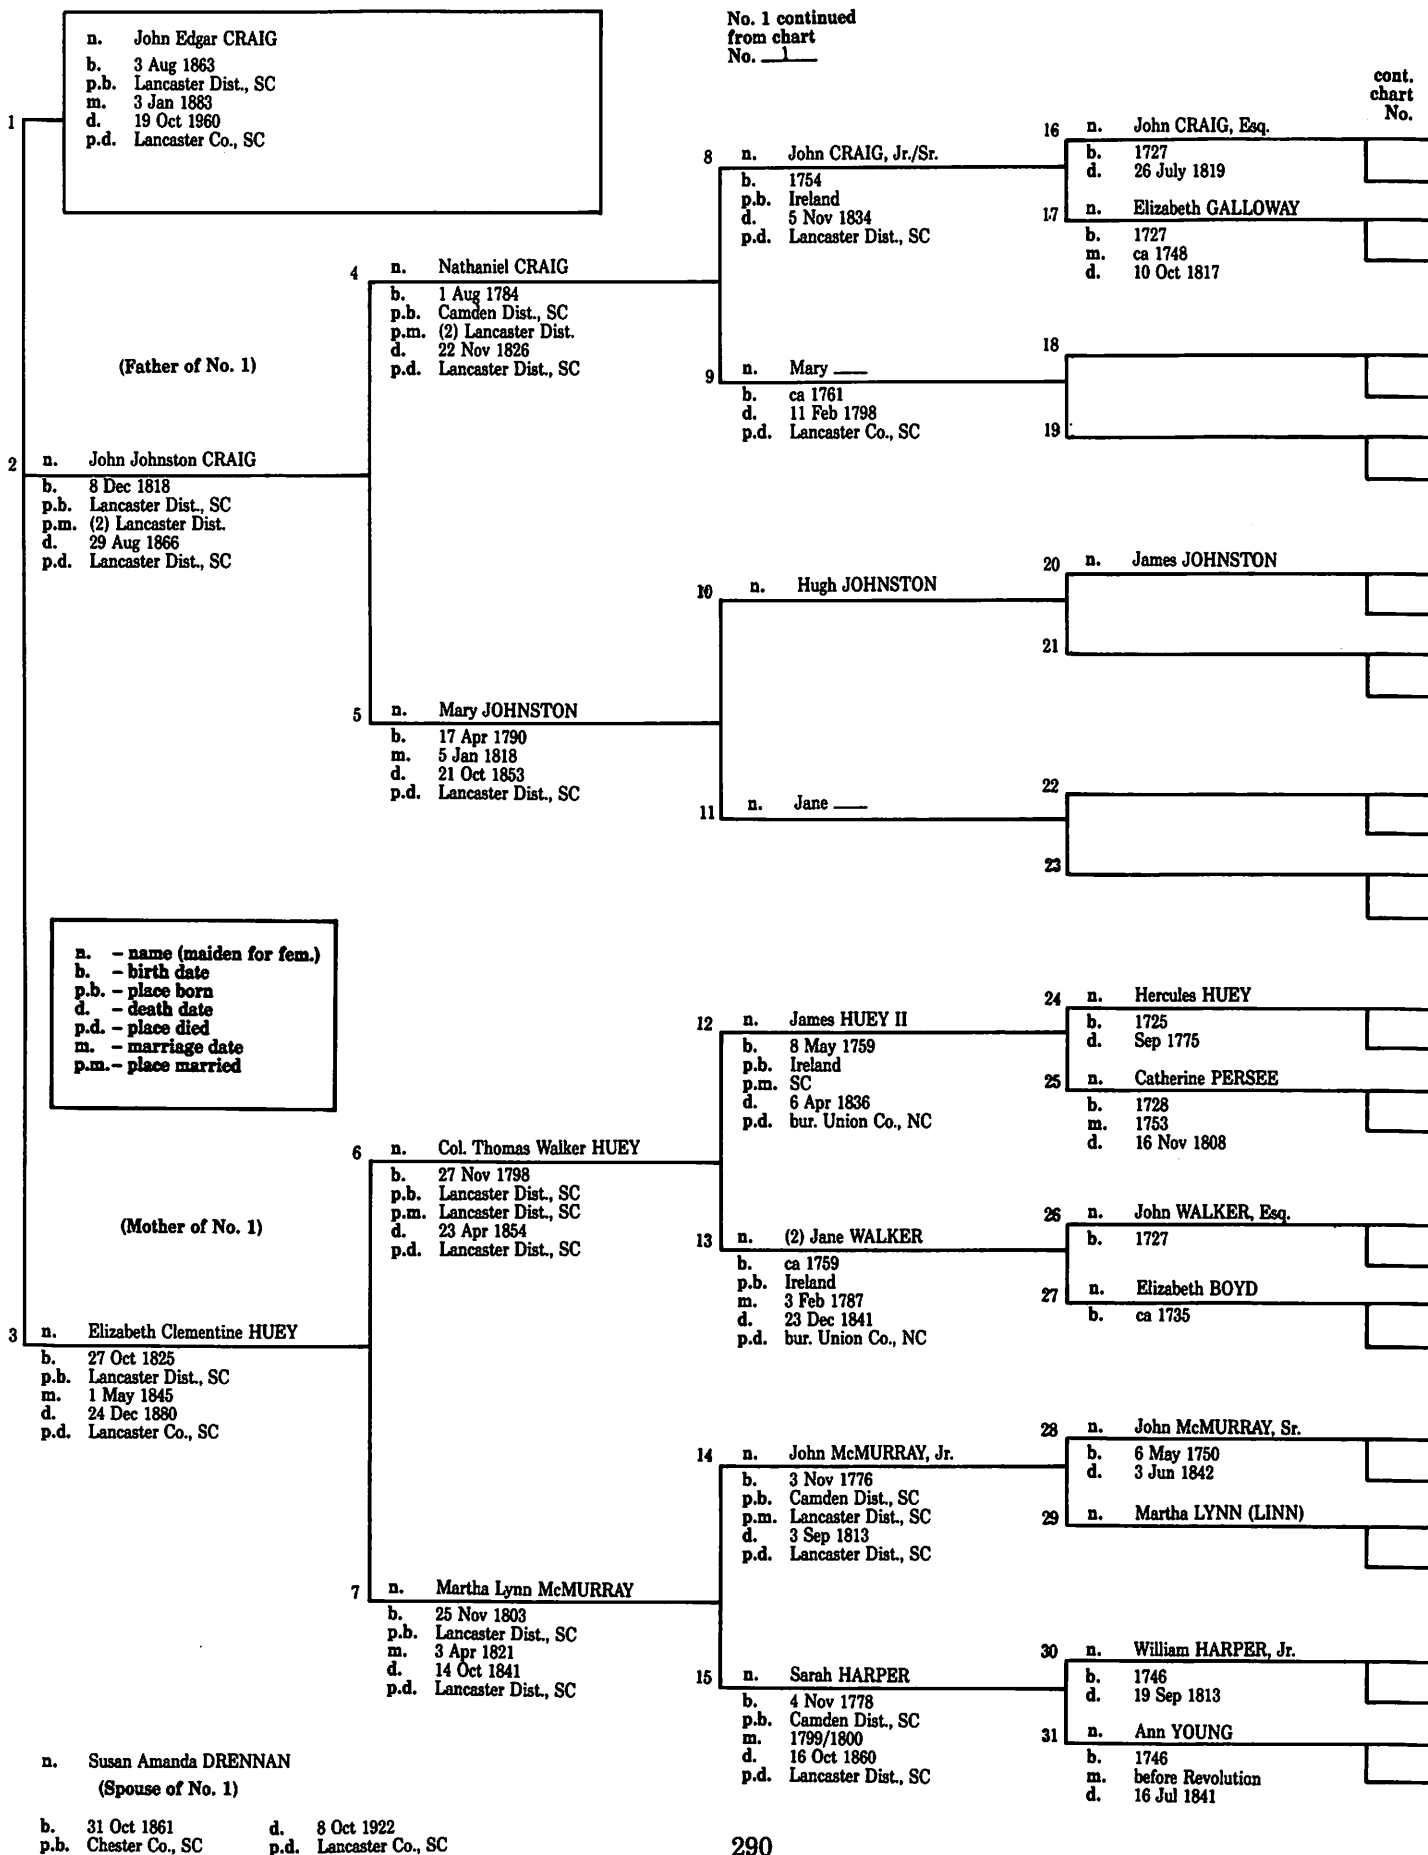 No. 1 continued
from chart
No. 1
cont.
chart
No.
1
n. John Edgar CRAIG
b. 3 Aug 1863
p.b. Lancaster Dist., SC
m. 3 Jan 1883
d. 19 Oct 1960
p.d. Lancaster Co., SC
(Father of No. 1)
2 n. John Johnston CRAIG
b. 8 Dec 1818
p.b. Lancaster Dist., SC
p.m. (2) Lancaster Dist.
d. 29 Aug 1866
p.d. Lancaster Dist., SC
n. – name (maiden for fem.)
b. – birth date
p.b. – place born
d. – death date
p.d. – place died
m. – marriage date
p.m. – place married
(Mother of No. 1)
3 n. Elizabeth Clementine HUEY
b. 27 Oct 1825
p.b. Lancaster Dist., SC
m. 1 May 1845
d. 24 Dec 1880
p.d. Lancaster Co., SC
n. Susan Amanda DRENNAN
(Spouse of No. 1)
b. 31 Oct 1861 d. 8 Oct 1922
p.b. Chester Co., SC p.d. Lancaster Co., SC
4 n. Nathaniel CRAIG
b. 1 Aug 1784
p.b. Camden Dist., SC
p.m. (2) Lancaster Dist.
d. 22 Nov 1826
p.d. Lancaster Dist., SC
5 n. Mary JOHNSTON
b. 17 Apr 1790
m. 5 Jan 1818
d. 21 Oct 1853
p.d. Lancaster Dist., SC
6 n. Col. Thomas Walker HUEY
b. 27 Nov 1798
p.b. Lancaster Dist., SC
p.m. Lancaster Dist., SC
d. 23 Apr 1854
p.d. Lancaster Dist., SC
7 n. Martha Lynn McMURRAY
b. 25 Nov 1803
p.b. Lancaster Dist., SC
m. 3 Apr 1821
d. 14 Oct 1841
p.d. Lancaster Dist., SC
8 n. John CRAIG, Jr./Sr.
b. 1754
p.b. Ireland
d. 5 Nov 1834
p.d. Lancaster Dist., SC
9 n. Mary ___
b. ca 1761
d. 11 Feb 1798
p.d. Lancaster Co., SC
10 n. Hugh JOHNSTON
11 n. Jane ___
12 n. James HUEY II
b. 8 May 1759
p.b. Ireland
p.m. SC
d. 6 Apr 1836
p.d. bur. Union Co., NC
13 n. (2) Jane WALKER
b. ca 1759
p.b. Ireland
m. 3 Feb 1787
d. 23 Dec 1841
p.d. bur. Union Co., NC
14 n. John McMURRAY, Jr.
b. 3 Nov 1776
p.b. Camden Dist., SC
p.m. Lancaster Dist., SC
d. 3 Sep 1813
p.d. Lancaster Dist., SC
15 n. Sarah HARPER
b. 4 Nov 1778
p.b. Camden Dist., SC
m. 1799/1800
d. 16 Oct 1860
p.d. Lancaster Dist., SC
16 n. John CRAIG, Esq.
b. 1727
d. 26 July 1819
17 n. Elizabeth GALLOWAY
b. 1727
m. ca 1748
d. 10 Oct 1817
18
19
20 n. James JOHNSTON
21
22
23
24 n. Hercules HUEY
b. 1725
d. Sep 1775
25 n. Catherine PERSEE
b. 1728
m. 1753
d. 16 Nov 1808
26 n. John WALKER, Esq.
b. 1727
27 n. Elizabeth BOYD
b. ca 1735
28 n. John McMURRAY, Sr.
b. 6 May 1750
d. 3 Jun 1842
29 n. Martha LYNN (LINN)
30 n. William HARPER, Jr.
b. 1746
d. 19 Sep 1813
31 n. Ann YOUNG
b. 1746
m. before Revolution
d. 16 Jul 1841
290